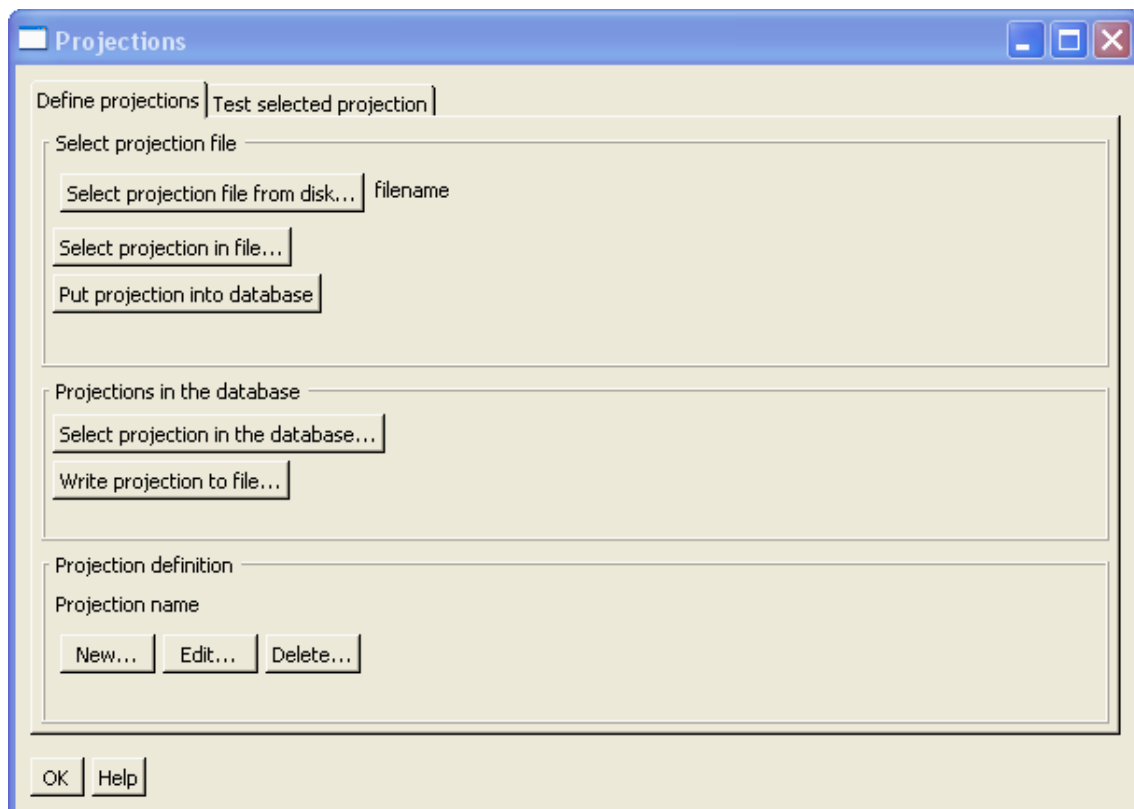 Projections
Define projections Test selected projection
Select projection file
Select projection file from disk... filename
Select projection in file...
Put projection into database
Projections in the database
Select projection in the database...
Write projection to file...
Projection definition
Projection name
New... Edit... Delete...
OK Help